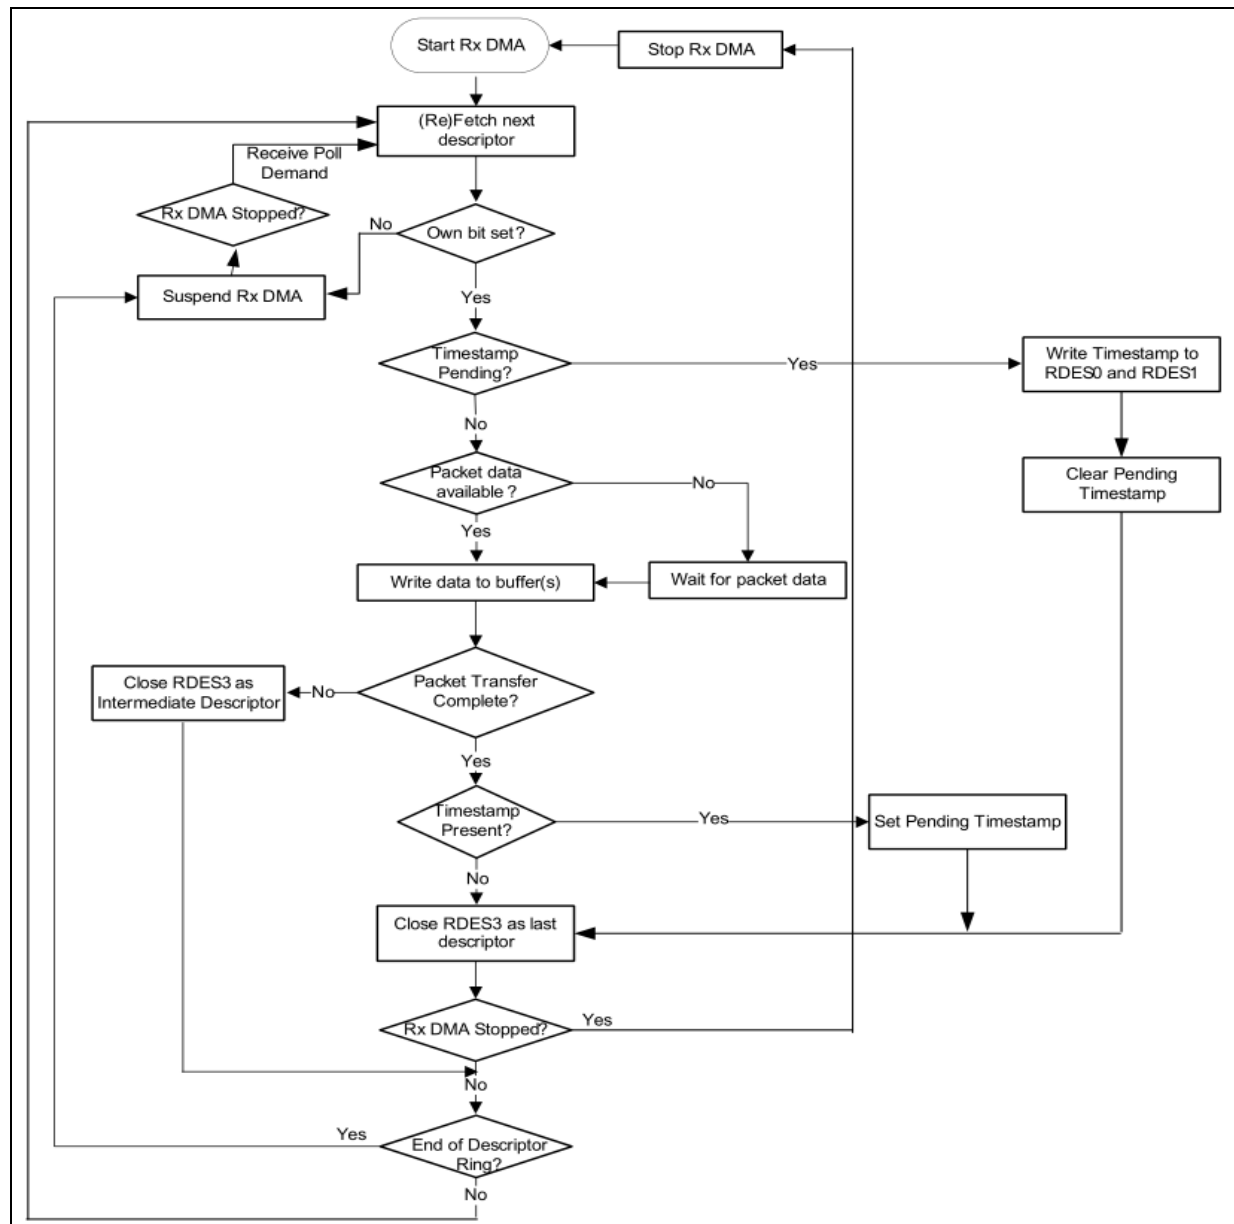 Start Rx DMA
Stop Rx DMA
(Re)Fetch next
descriptor
Receive Poll
Demand
Rx DMA Stopped?
No
Own bit set?
Suspend Rx DMA
Yes
Timestamp
Pending?
Yes
Write Timestamp to
RDES0 and RDES1
No
Packet data
available ?
No
Clear Pending
Timestamp
Yes
Write data to buffer(s)
Wait for packet data
Close RDES3 as
Intermediate Descriptor
No
Packet Transfer
Complete?
Yes
Timestamp
Present?
Yes
Set Pending Timestamp
No
Close RDES3 as last
descriptor
Rx DMA Stopped?
Yes
No
Yes
End of Descriptor
Ring?
No